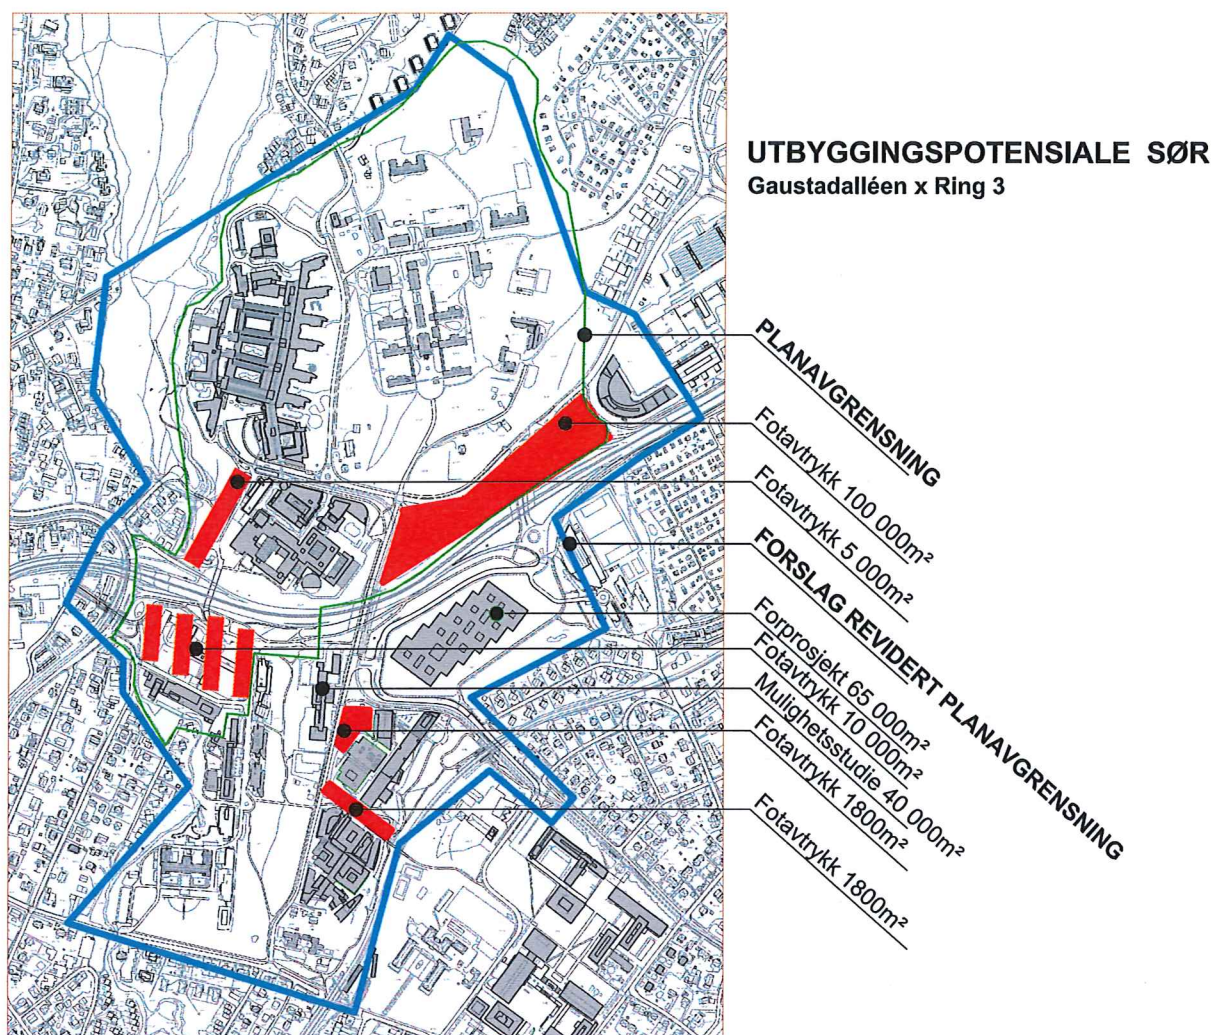 UTBYGGINGSPOTENSIALE SØR
Gaustadalléen x Ring 3
PLANAVGRENSNING
Fotavtrykk 100 000m²
Fotavtrykk 5 000m²
FORSLAG REVIDERT PLANAVGRENSNING
Forprosjekt 65 000m²
Fotavtrykk 10 000m²
Mulighetsstudie 40 000m²
Fotavtrykk 1800m²
Fotavtrykk 1800m²